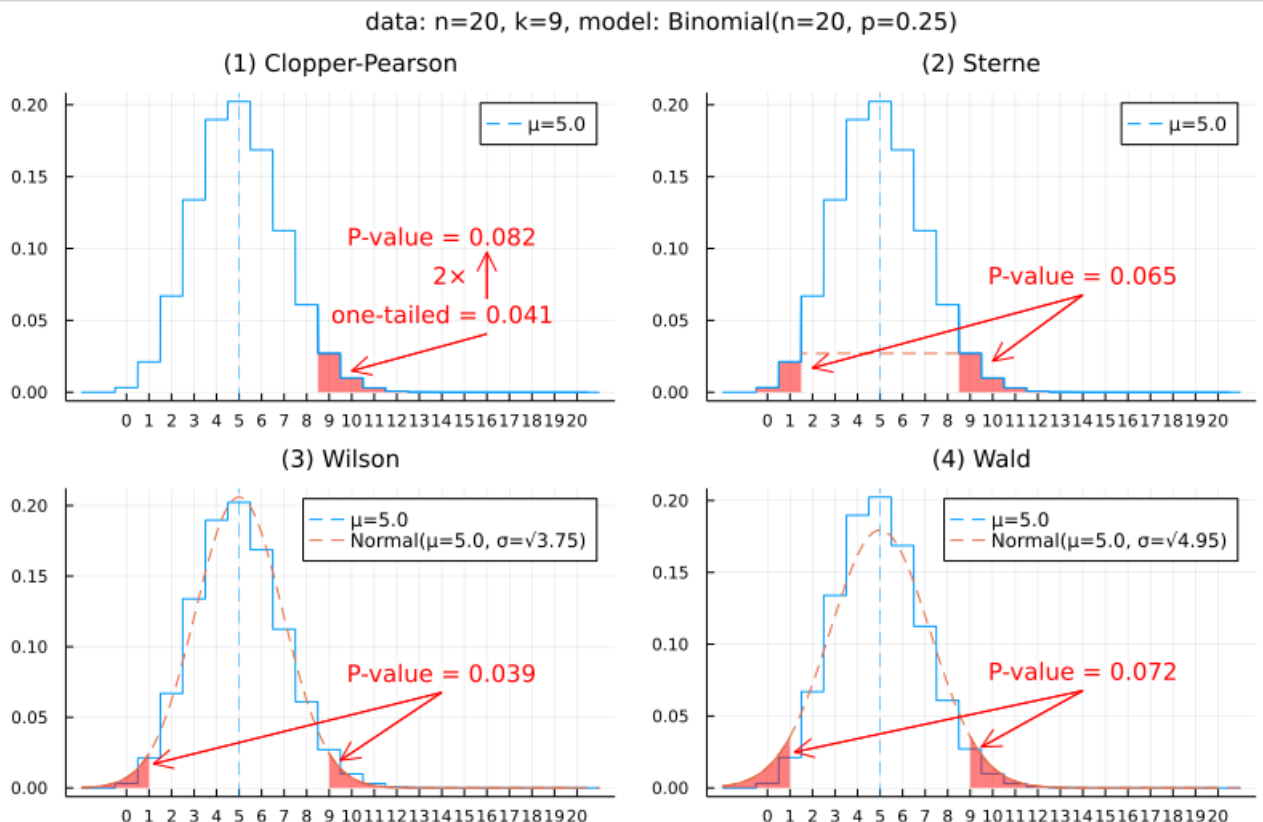 data: n=20, k=9, model: Binomial(n=20, p=0.25)
(1) Clopper-Pearson
0.20
0.15
0.10
0.05
0.00
μ=5.0
P-value = 0.082
2×
one-tailed = 0.041
0 1 2 3 4 5 6 7 8 9 10 11 12 13 14 15 16 17 18 19 20
(2) Sterne
0.20
0.15
0.10
0.05
0.00
μ=5.0
P-value = 0.065
0 1 2 3 4 5 6 7 8 9 10 11 12 13 14 15 16 17 18 19 20
(3) Wilson
0.20
0.15
0.10
0.05
0.00
μ=5.0
Normal(μ=5.0, σ=√3.75)
P-value = 0.039
0 1 2 3 4 5 6 7 8 9 10 11 12 13 14 15 16 17 18 19 20
(4) Wald
0.20
0.15
0.10
0.05
0.00
μ=5.0
Normal(μ=5.0, σ=√4.95)
P-value = 0.072
0 1 2 3 4 5 6 7 8 9 10 11 12 13 14 15 16 17 18 19 20